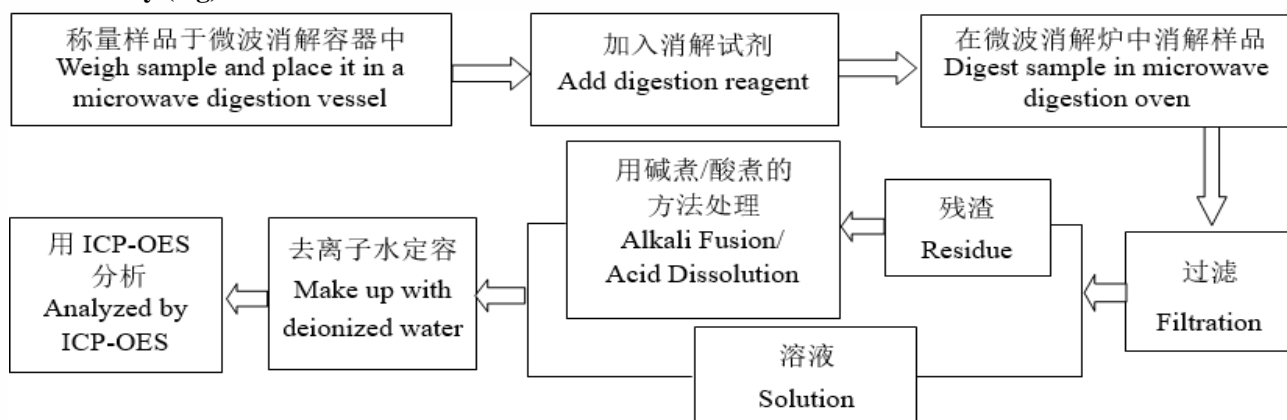 称量样品于微波消解容器中
Weigh sample and place it in a
microwave digestion vessel
加入消解试剂
Add digestion reagent
在微波消解炉中消解样品
Digest sample in microwave
digestion oven
过滤
Filtration
残渣
Residue
用碱煮/酸煮的
方法处理
Alkali Fusion/
Acid Dissolution
溶液
Solution
去离子水定容
Make up with
deionized water
用 ICP-OES
分析
Analyzed by
ICP-OES